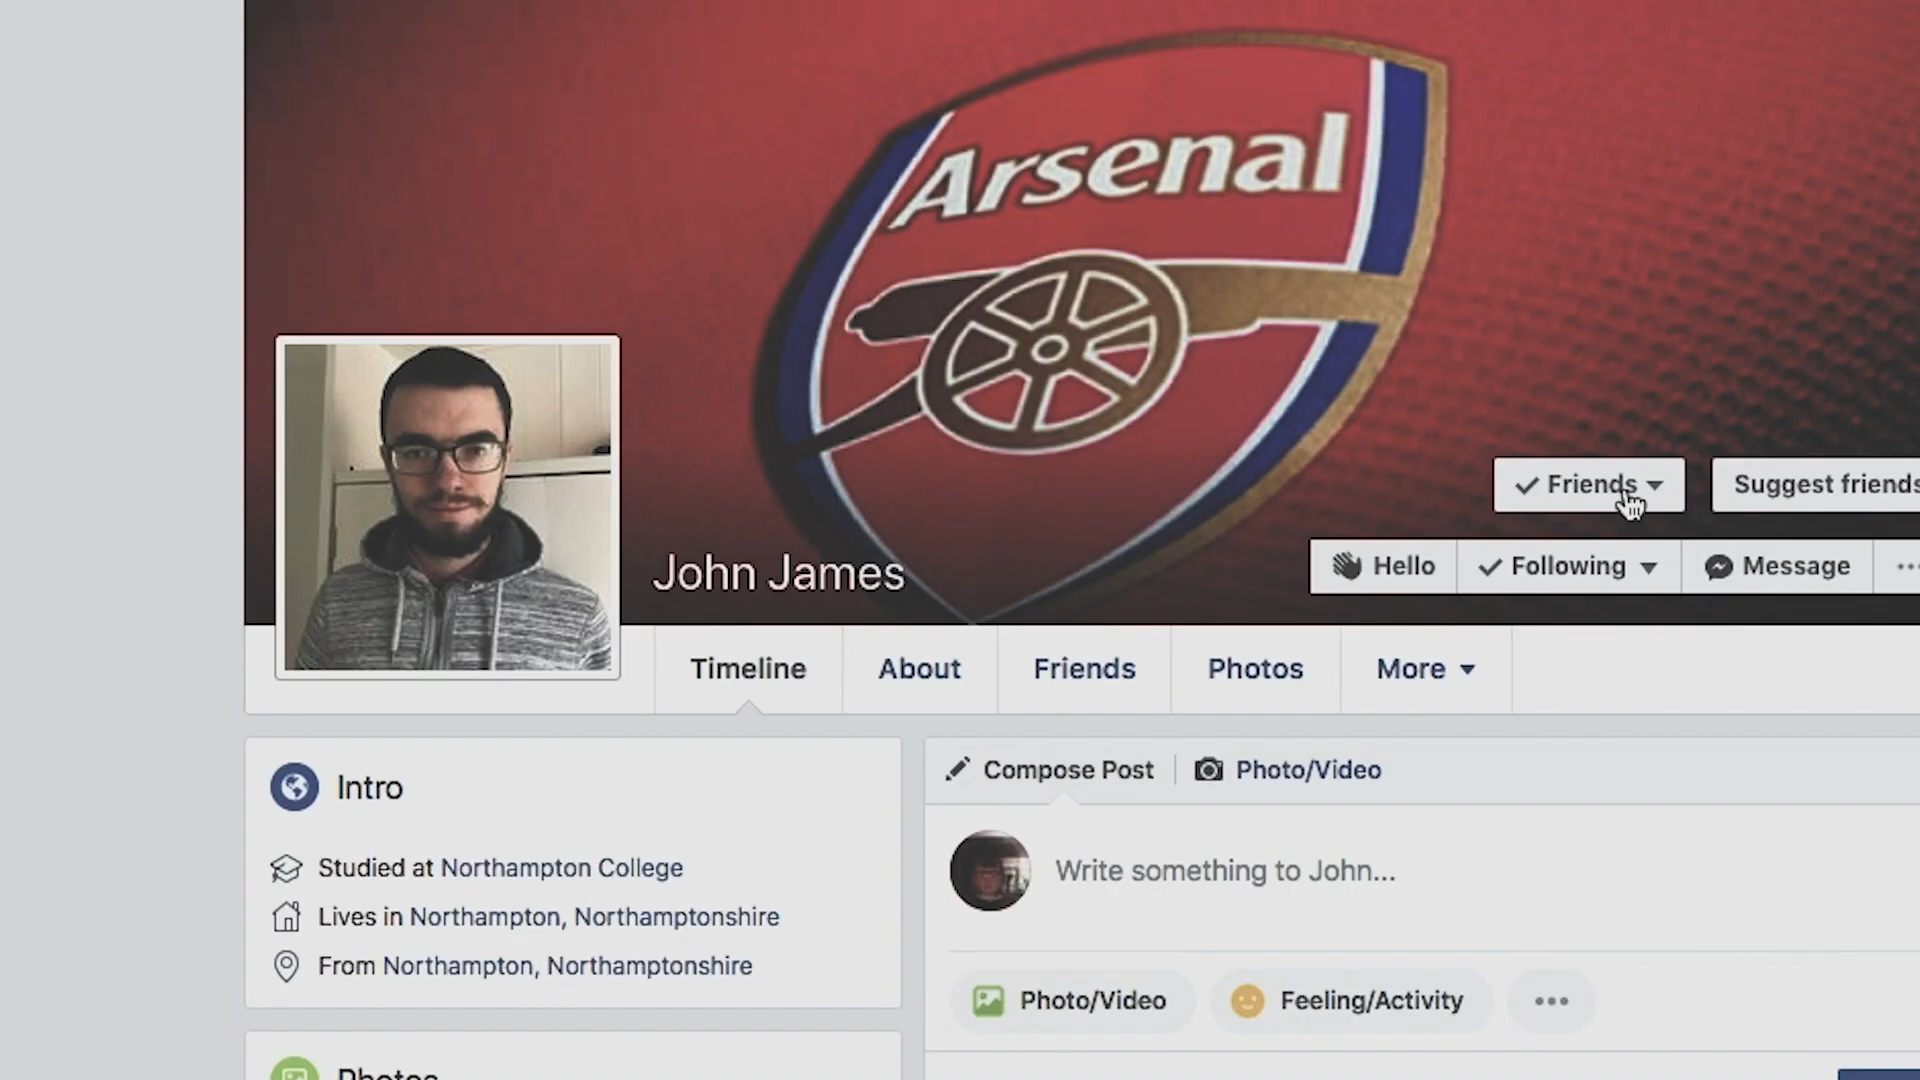 Arsenal
Friends
Suggest friends
John James
Hello
Following
Message
Timeline
About
Friends
Photos
More
Intro
Studied at Northampton College
Lives in Northampton, Northamptonshire
From Northampton, Northamptonshire
Photos
Compose Post
Photo/Video
Write something to John...
Photo/Video
Feeling/Activity